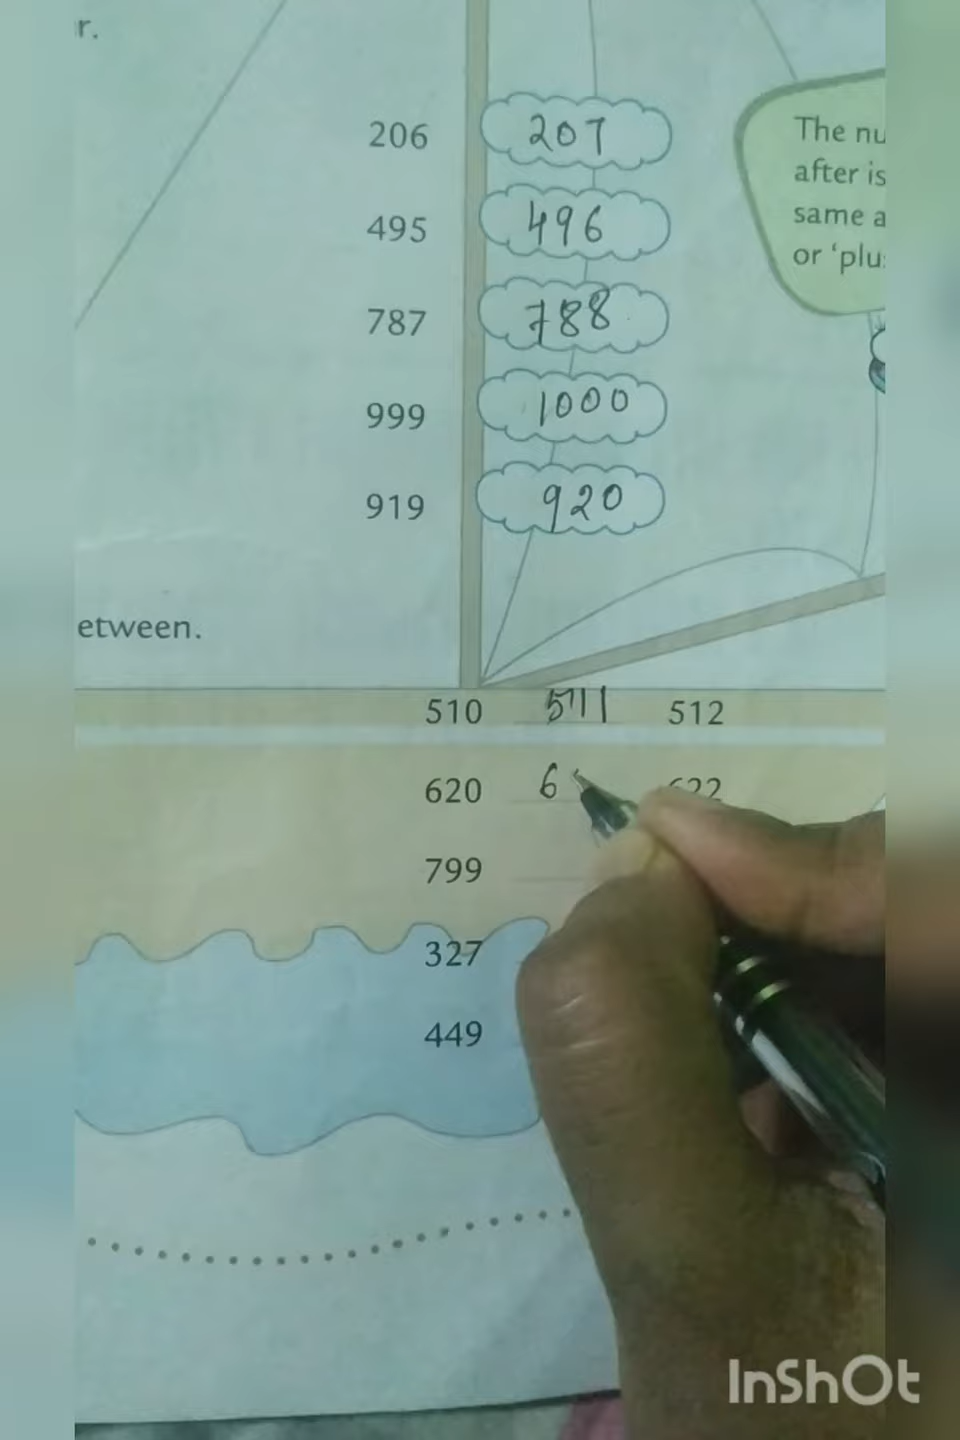 r.
206 207
495 496
787 788
999 1000
919 920
The nu
after is
same a
or ‘plu
etween.
510 511 512
620 6 622
799
327
449
InShOt